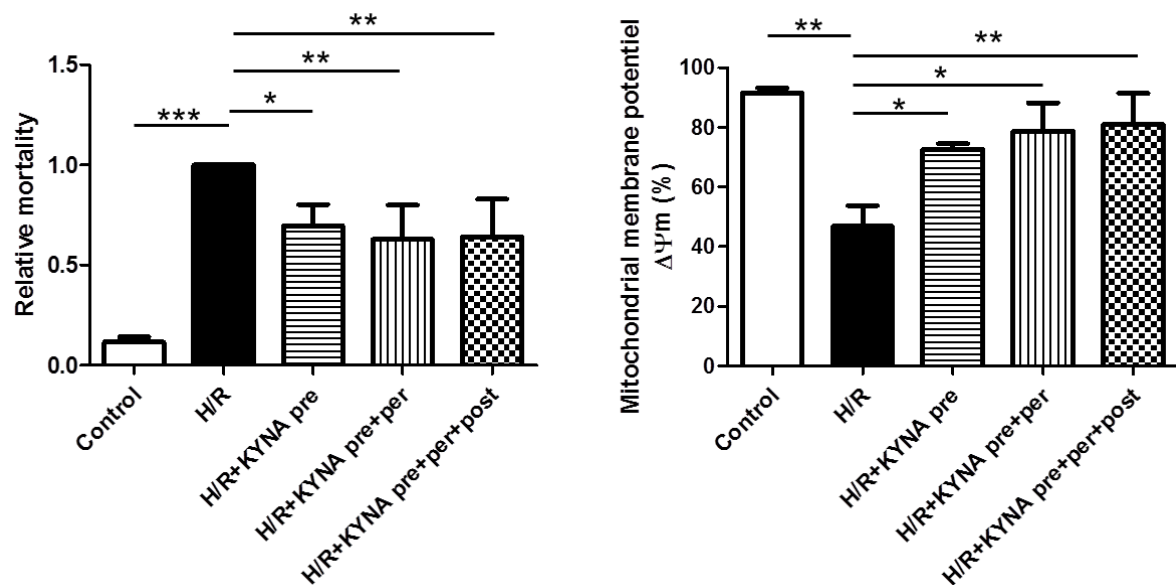 **
**
*
***
1.5
1.0
0.5
0.0
Relative mortality
Control
H/R
H/R+KYNA pre
H/R+KYNA pre+per
H/R+KYNA pre+per+post
**
**
*
*
100
80
60
40
20
0
Mitochondrial membrane potentiel
ΔΨm (%)
Control
H/R
H/R+KYNA pre
H/R+KYNA pre+per
H/R+KYNA pre+per+post